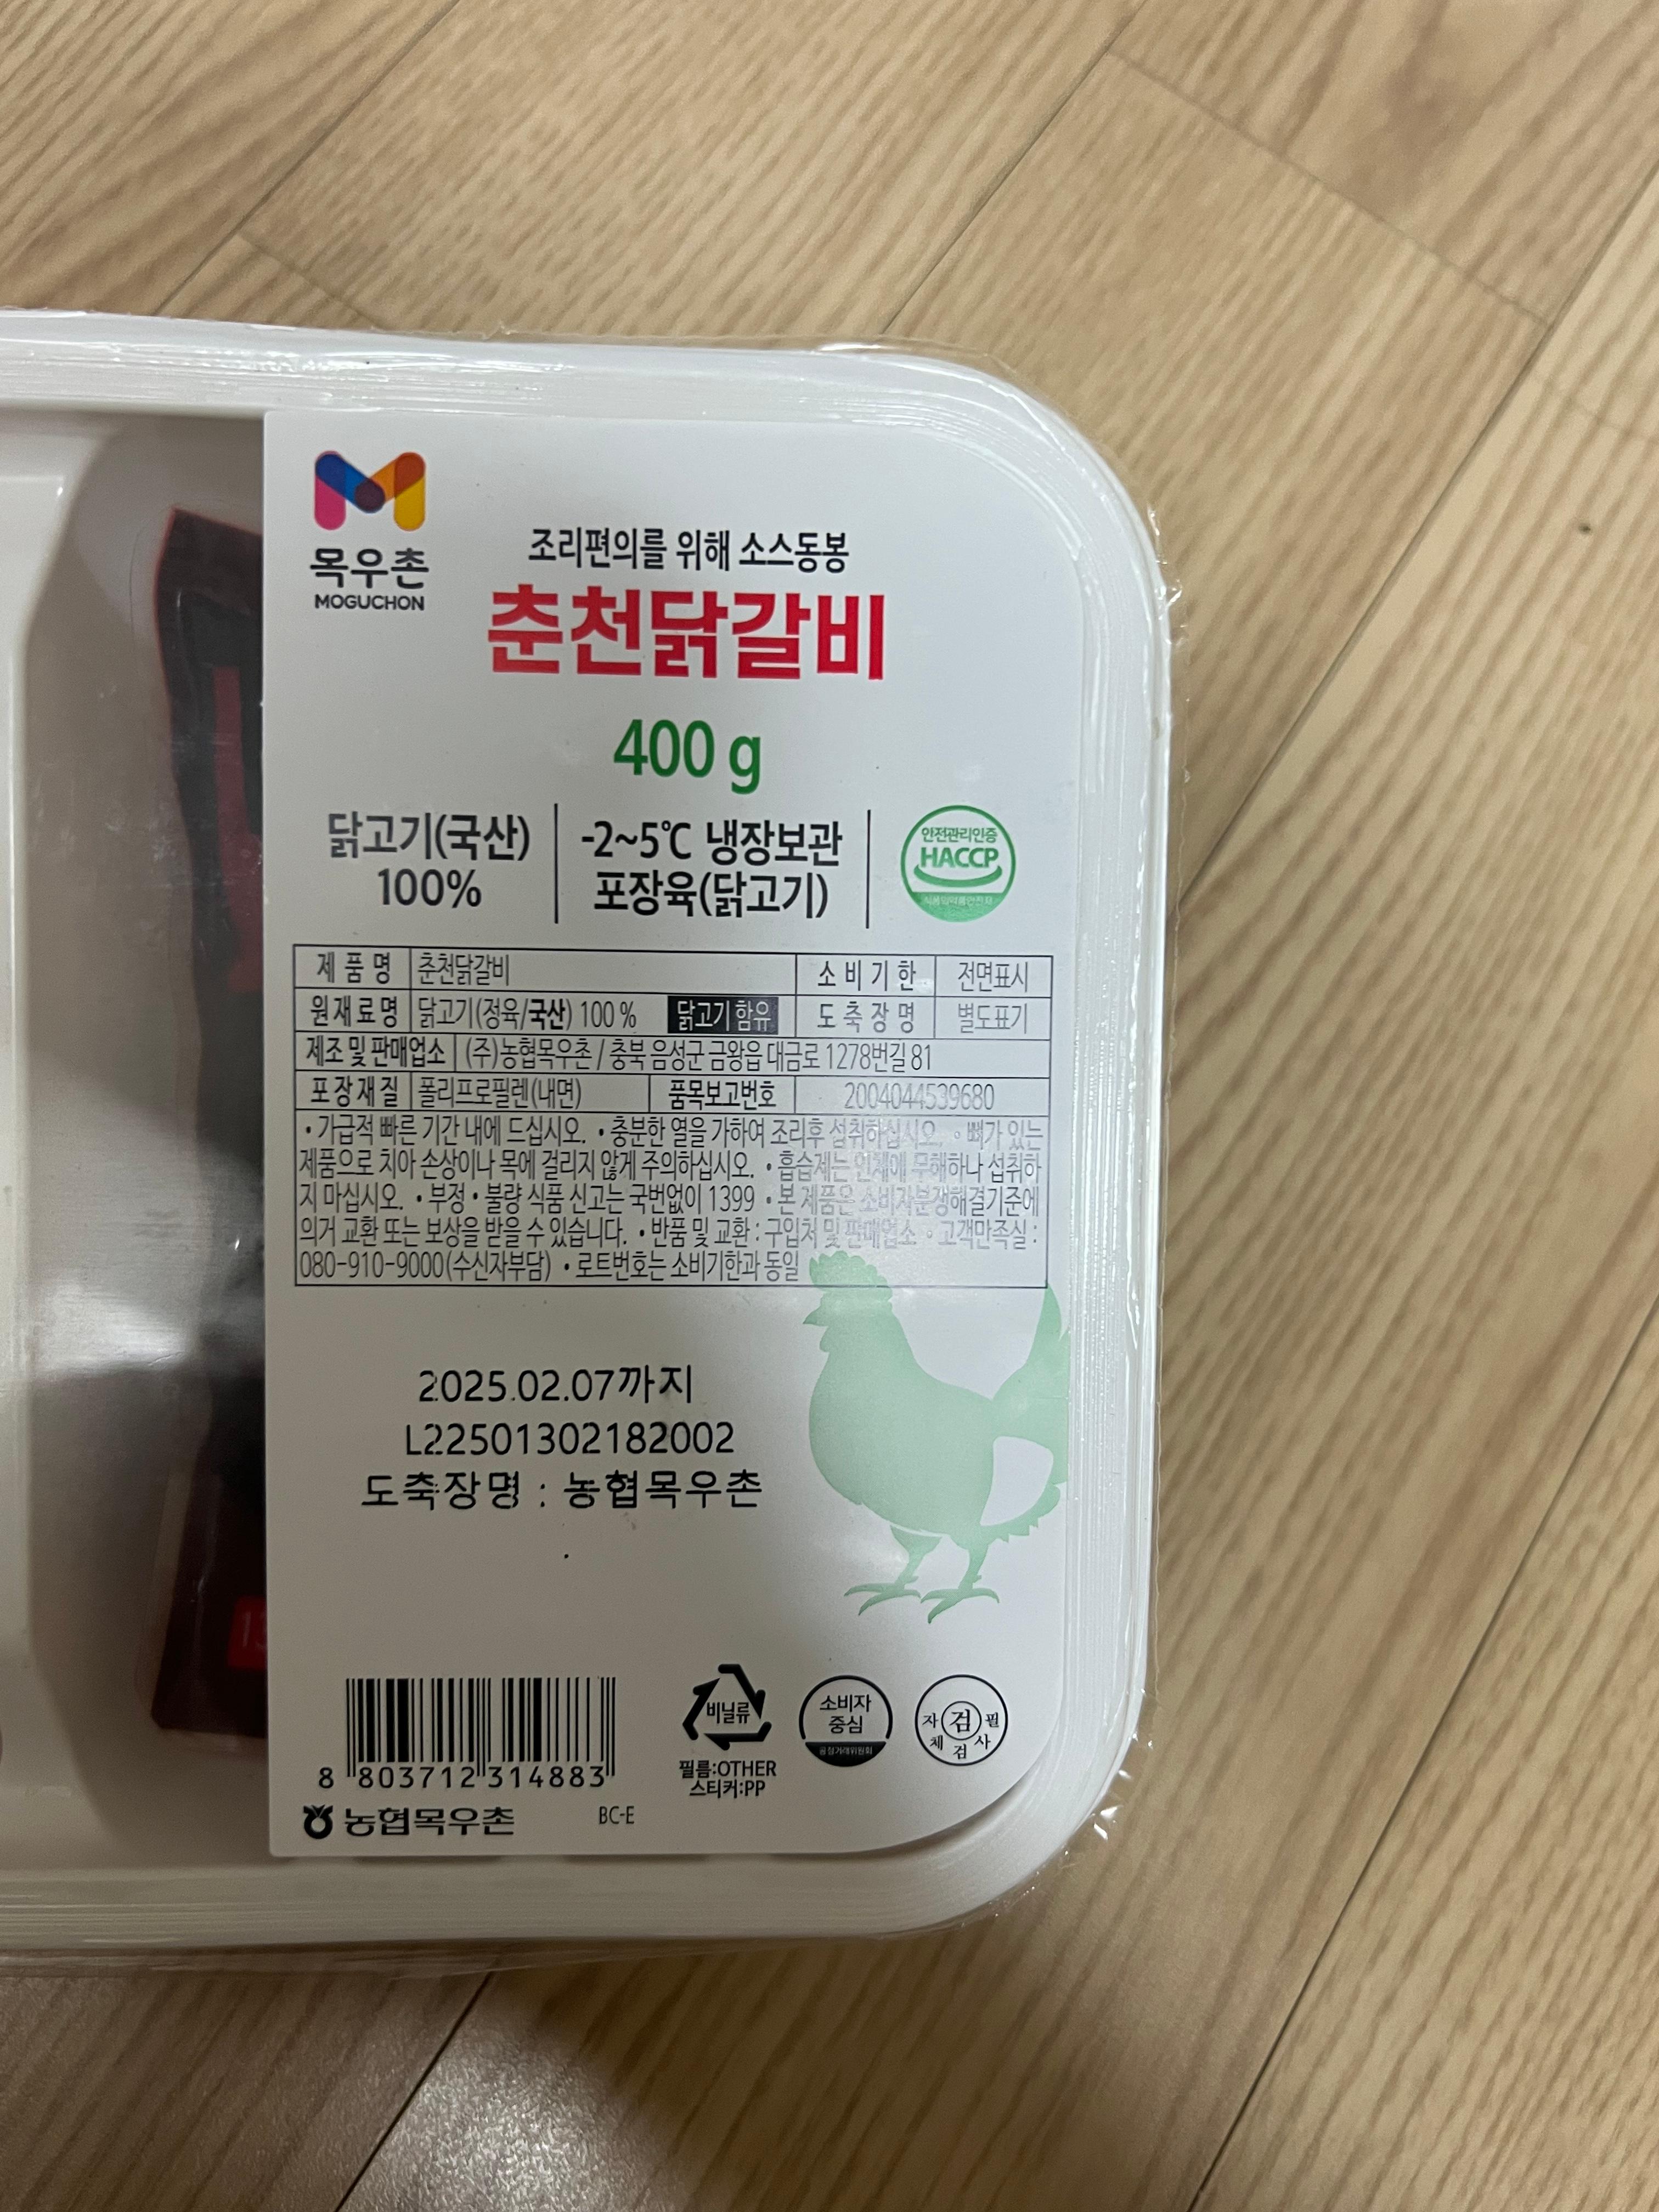 목우촌
MOGUCHON
조리편의를 위해 소스동봉
춘천닭갈비
400 g
닭고기(국산)
100%
-2~5℃ 냉장보관
포장육(닭고기)
안전관리인증
HACCP
식품의약품안전처
제 품 명 춘천닭갈비 소 비 기 한 전면표시
원재료명 닭고기(정육/국산) 100 % 닭고기 함유 도 축 장 명 별도표기
제조 및 판매업소 (주)농협목우촌 / 충북 음성군 금왕읍 대금로 1278번길 81
포장재질 폴리프로필렌(내면) 품목보고번호 2004044539680
• 가급적 빠른 기간 내에 드십시오. • 충분한 열을 가하여 조리후 섭취하십시오. • 뼈가 있는
제품으로 치아 손상이나 목에 걸리지 않게 주의하십시오. • 흡습제는 인체에 무해하나 섭취하
지 마십시오. • 부정 • 불량 식품 신고는 국번없이 1399 • 본 제품은 소비자분쟁해결기준에
의거 교환 또는 보상을 받을 수 있습니다. • 반품 및 교환 : 구입처 및 판매업소 • 고객만족실 :
080-910-9000(수신자부담) • 로트번호는 소비기한과 동일
2025.02.07까지
L22501302182002
도축장명 : 농협목우촌
8 803712 314883
농협목우촌
BC-E
비닐류
필름:OTHER
스티커:PP
소비자
중심
공정거래위원회
자 검 필
체 검 사